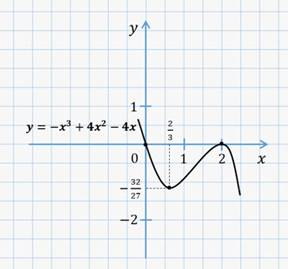 y
1
2/3
y = −x³ + 4x² − 4x
0 1 2 x
−32/27
−2